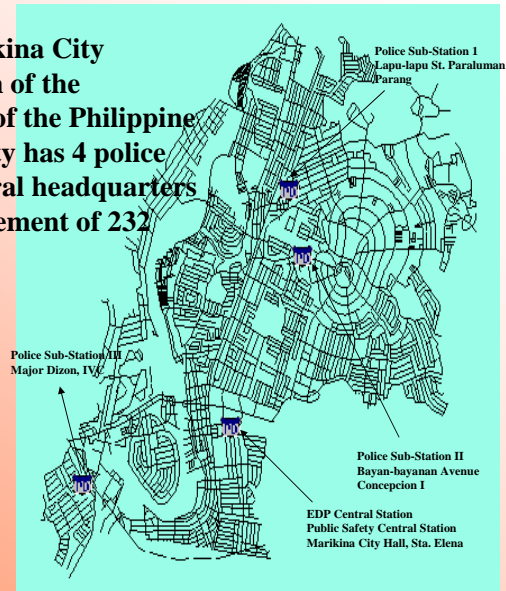 kina City
n of the
of the Philippine
ty has 4 police
ral headquarters
ement of 232
Police Sub-Station 1
Lapu-lapu St. Paraluman
Parang
Police Sub-Station III
Major Dizon, IVC
Police Sub-Station II
Bayan-bayanan Avenue
Concepcion I
EDP Central Station
Public Safety Central Station
Marikina City Hall, Sta. Elena